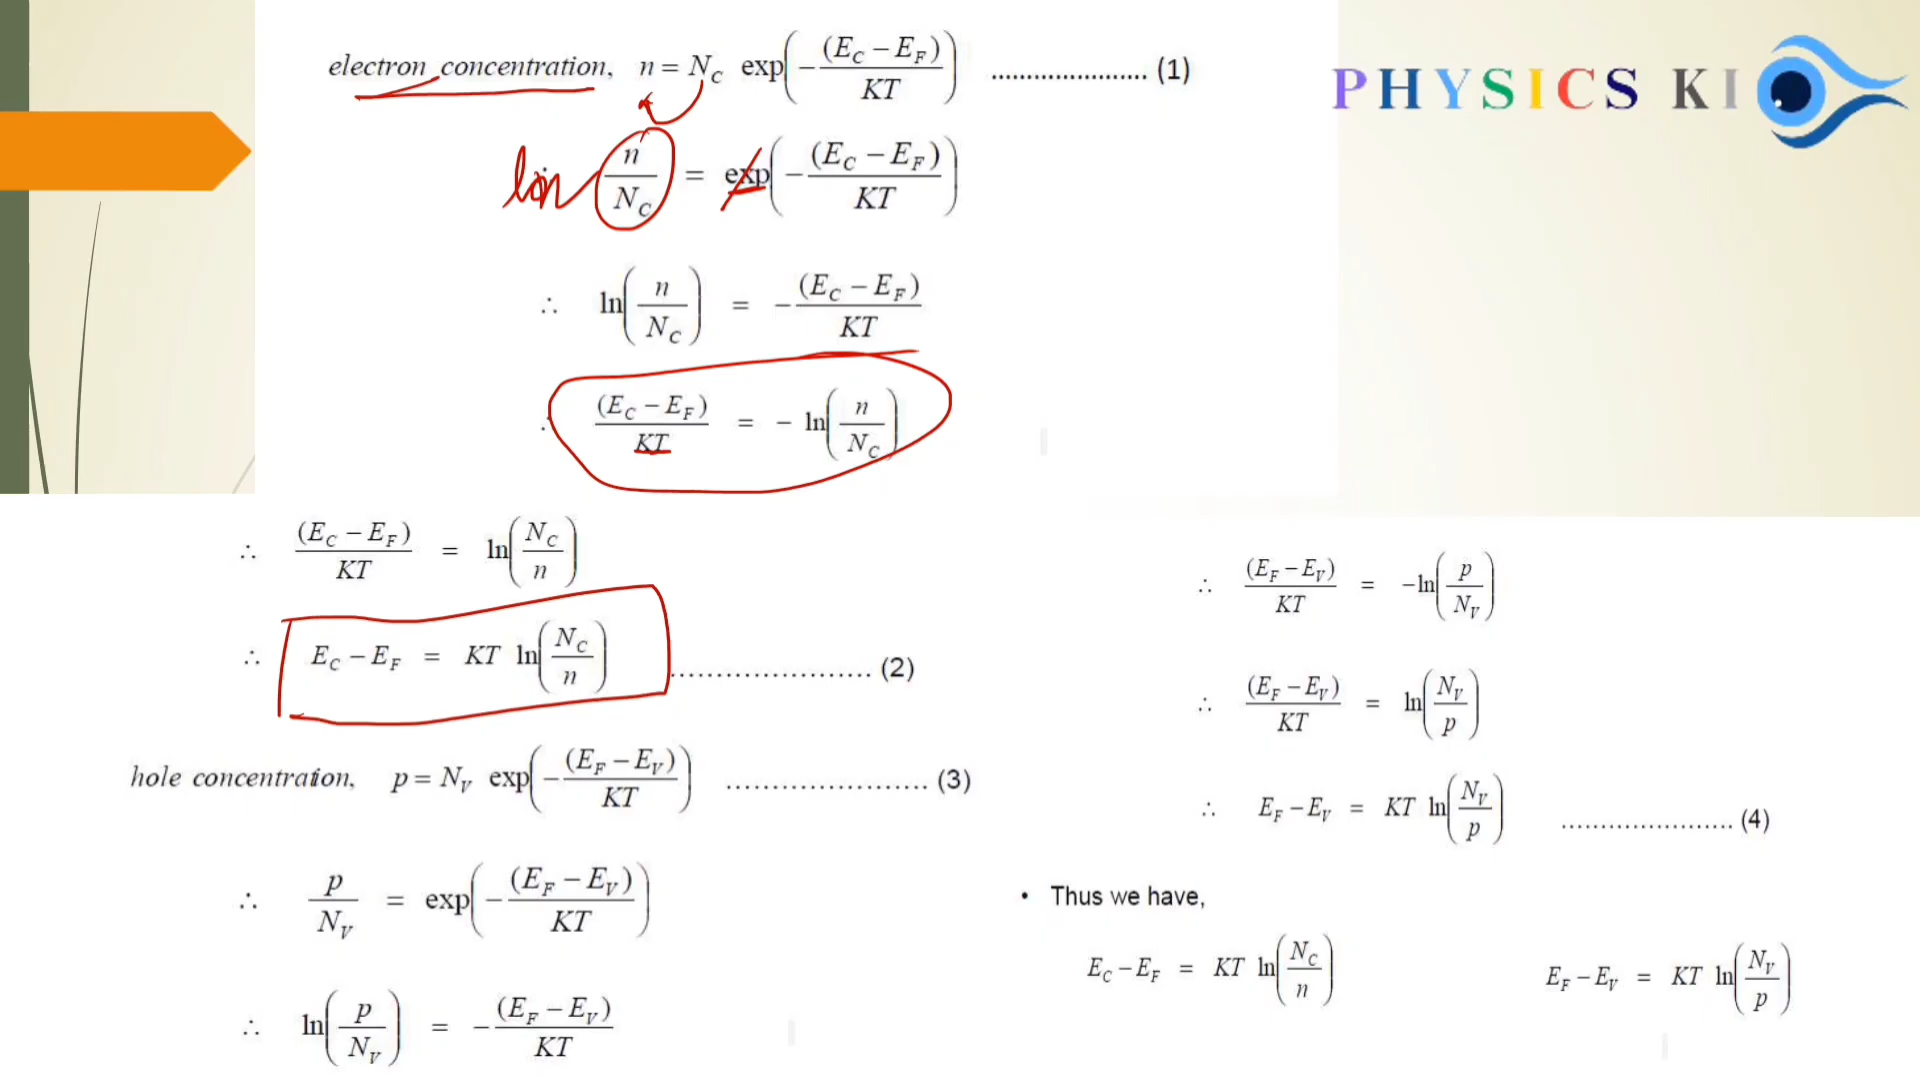 PHYSICS KI
electron concentration, n = N_C exp(−(E_C − E_F)/KT) ...................... (1)
ln n/N_C = exp(−(E_C − E_F)/KT)
∴ ln(n/N_C) = −(E_C − E_F)/KT
∴ (E_C − E_F)/KT = − ln(n/N_C)
∴ (E_C − E_F)/KT = ln(N_C/n)
∴ E_C − E_F = KT ln(N_C/n) ...................... (2)
hole concentration, p = N_V exp(−(E_F − E_V)/KT) ...................... (3)
∴ p/N_V = exp(−(E_F − E_V)/KT)
∴ ln(p/N_V) = −(E_F − E_V)/KT
∴ (E_F − E_V)/KT = −ln(p/N_V)
∴ (E_F − E_V)/KT = ln(N_V/p)
∴ E_F − E_V = KT ln(N_V/p) ...................... (4)
• Thus we have,
E_C − E_F = KT ln(N_C/n) E_F − E_V = KT ln(N_V/p)